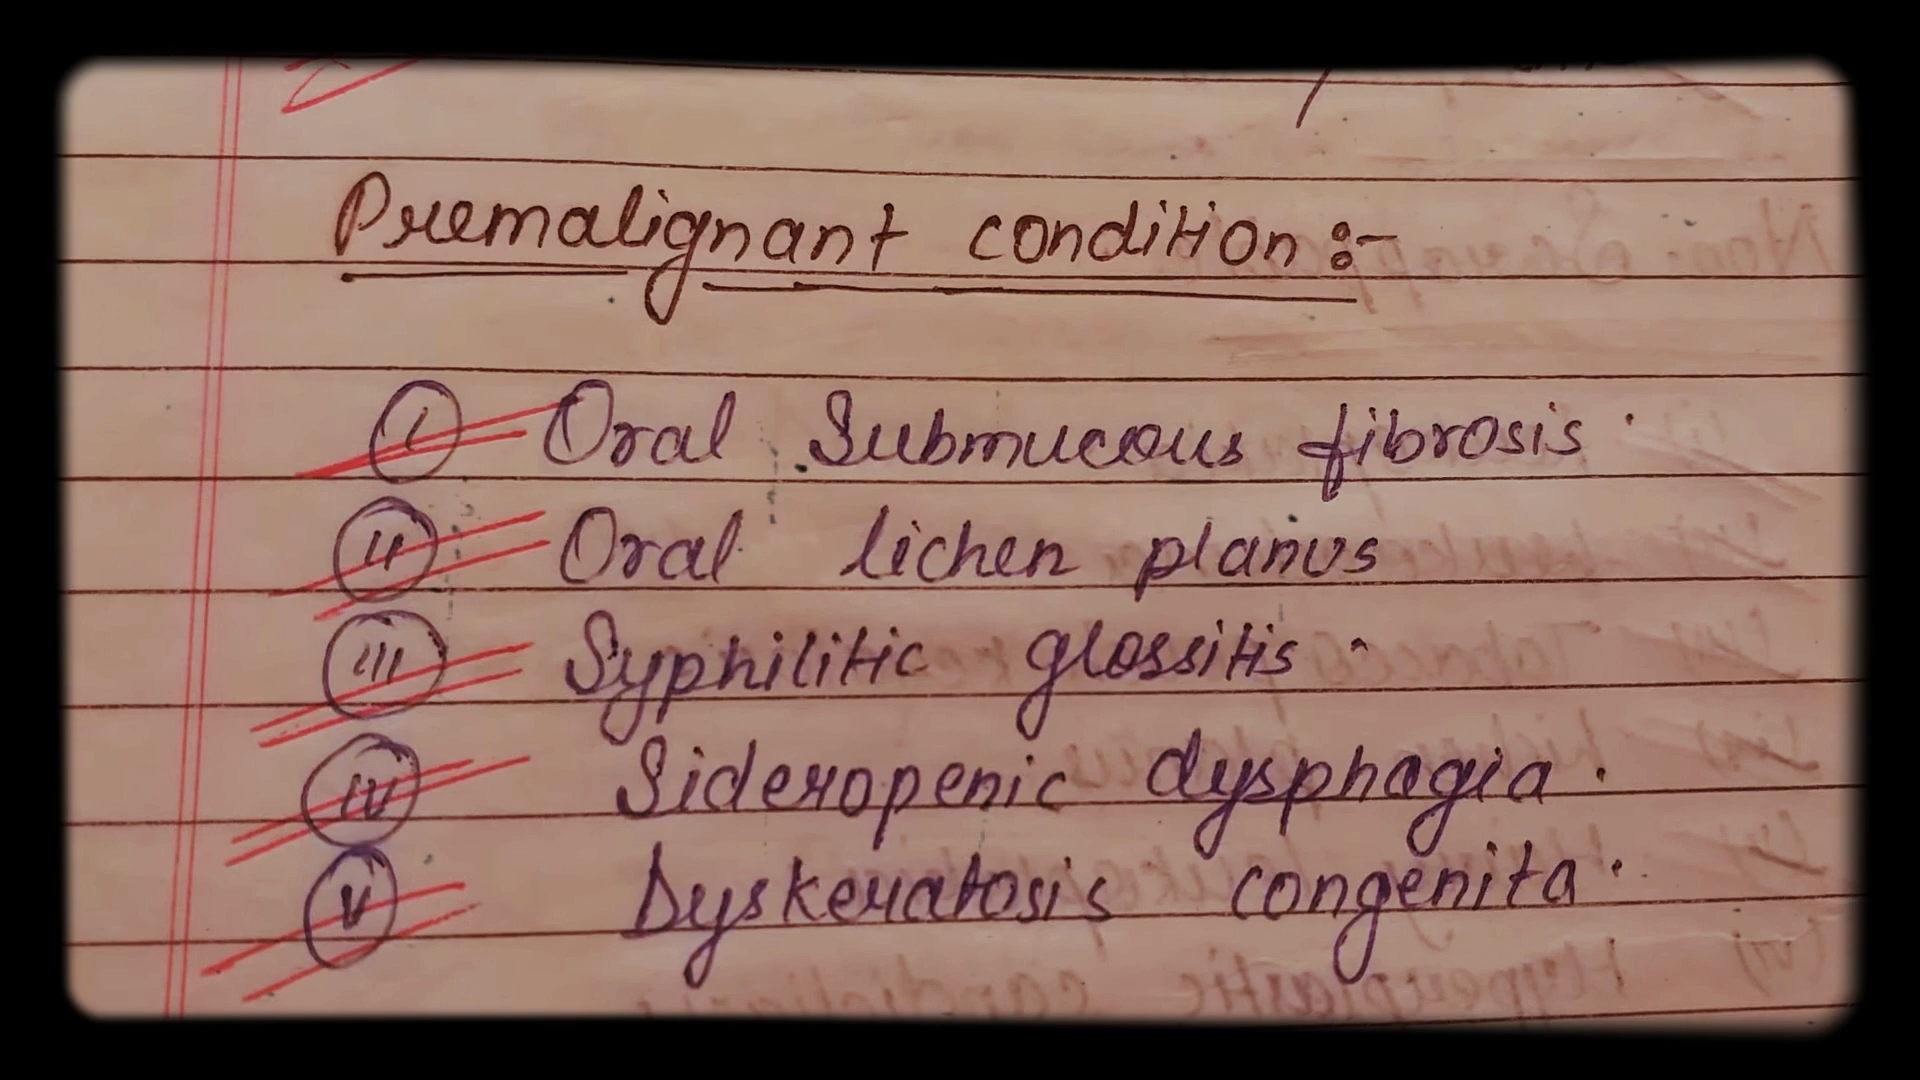 Premalignant condition :-
(i) Oral Submucous fibrosis.
(ii) Oral lichen planus
(iii) Syphilitic glossitis.
(iv) Sideropenic dysphagia.
(v) Dyskeratosis congenita.